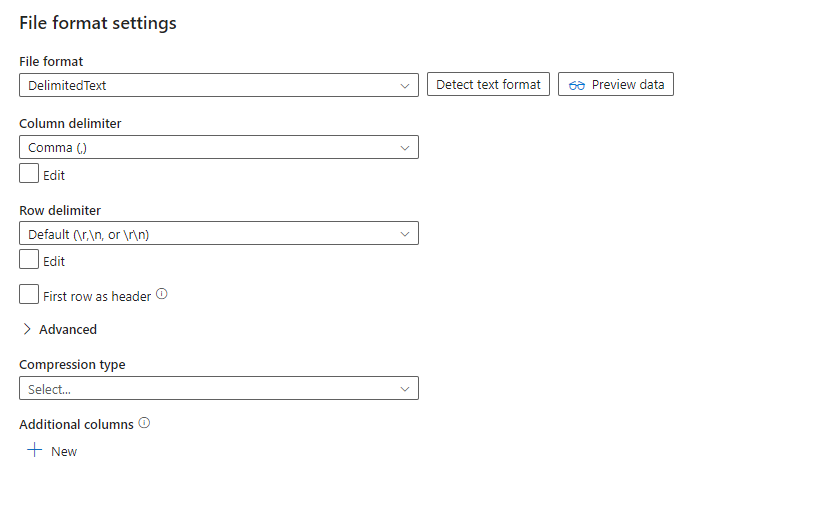 File format settings
File format
DelimitedText
Detect text format
Preview data
Column delimiter
Comma (,)
Edit
Row delimiter
Default (\r,\n, or \r\n)
Edit
First row as header
Advanced
Compression type
Select...
Additional columns
New